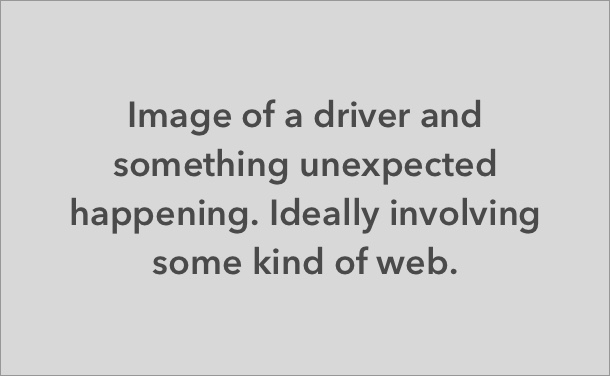 Image of a driver and
something unexpected
happening. Ideally involving
some kind of web.